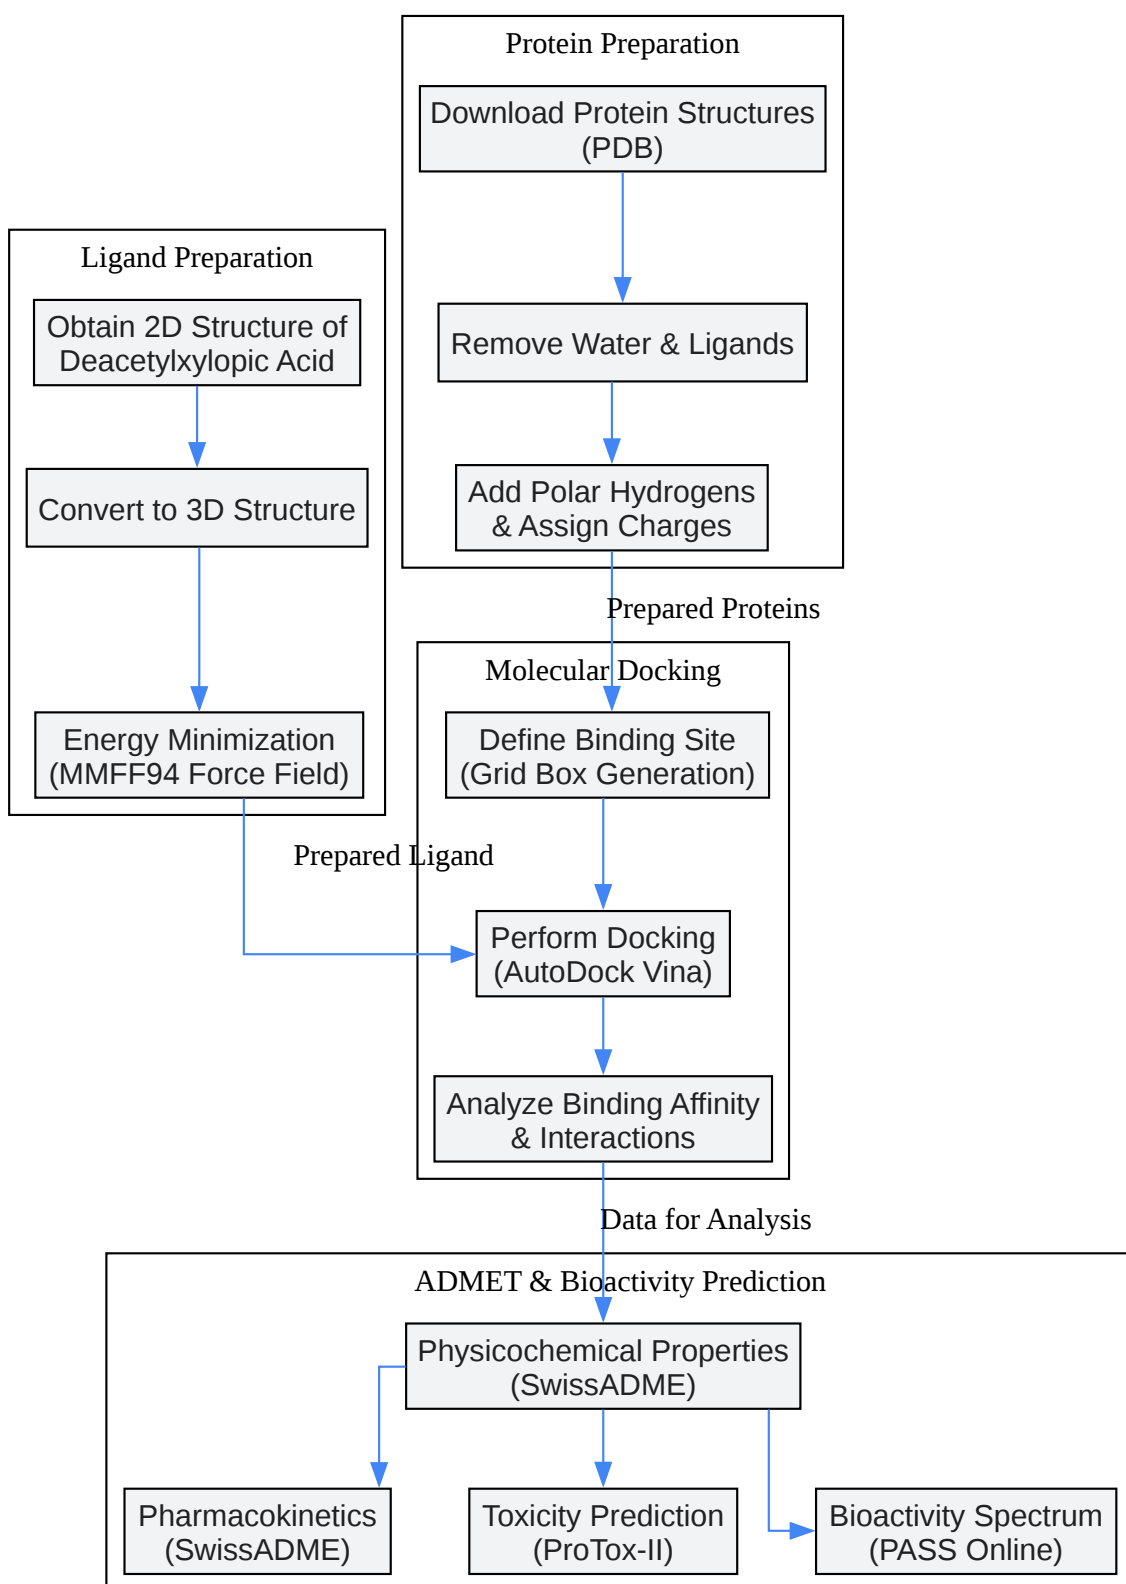 Protein Preparation
Download Protein Structures
(PDB)
Remove Water & Ligands
Add Polar Hydrogens
& Assign Charges
Ligand Preparation
Obtain 2D Structure of
Deacetylxylopic Acid
Convert to 3D Structure
Energy Minimization
(MMFF94 Force Field)
Prepared Proteins
Prepared Ligand
Molecular Docking
Define Binding Site
(Grid Box Generation)
Perform Docking
(AutoDock Vina)
Analyze Binding Affinity
& Interactions
Data for Analysis
ADMET & Bioactivity Prediction
Physicochemical Properties
(SwissADME)
Pharmacokinetics
(SwissADME)
Toxicity Prediction
(ProTox-II)
Bioactivity Spectrum
(PASS Online)